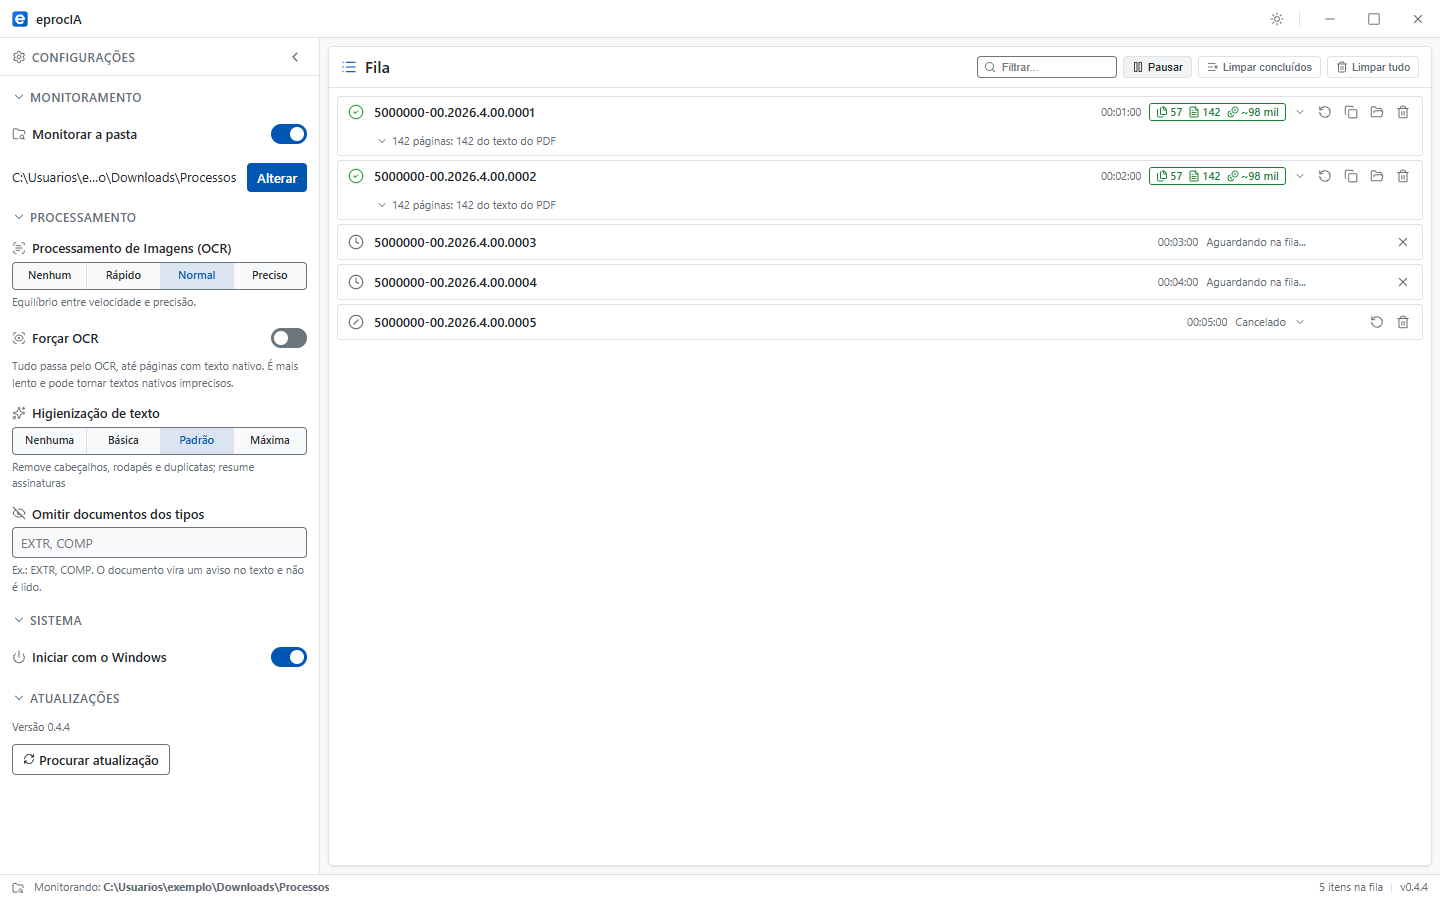 eprocIA
CONFIGURAÇÕES
MONITORAMENTO
Monitorar a pasta
C:\Usuarios\e...o\Downloads\Processos
Alterar
PROCESSAMENTO
Processamento de Imagens (OCR)
Nenhum Rápido Normal Preciso
Equilíbrio entre velocidade e precisão.
Forçar OCR
Tudo passa pelo OCR, até páginas com texto nativo. É mais
lento e pode tornar textos nativos imprecisos.
Higienização de texto
Nenhuma Básica Padrão Máxima
Remove cabeçalhos, rodapés e duplicatas; resume
assinaturas
Omitir documentos dos tipos
EXTR, COMP
Ex.: EXTR, COMP. O documento vira um aviso no texto e não
é lido.
SISTEMA
Iniciar com o Windows
ATUALIZAÇÕES
Versão 0.4.4
Procurar atualização
Fila
Filtrar...
Pausar
Limpar concluídos
Limpar tudo
5000000-00.2026.4.00.0001 00:01:00 57 142 ~98 mil
142 páginas: 142 do texto do PDF
5000000-00.2026.4.00.0002 00:02:00 57 142 ~98 mil
142 páginas: 142 do texto do PDF
5000000-00.2026.4.00.0003 00:03:00 Aguardando na fila...
5000000-00.2026.4.00.0004 00:04:00 Aguardando na fila...
5000000-00.2026.4.00.0005 00:05:00 Cancelado
Monitorando: C:\Usuarios\exemplo\Downloads\Processos
5 itens na fila v0.4.4